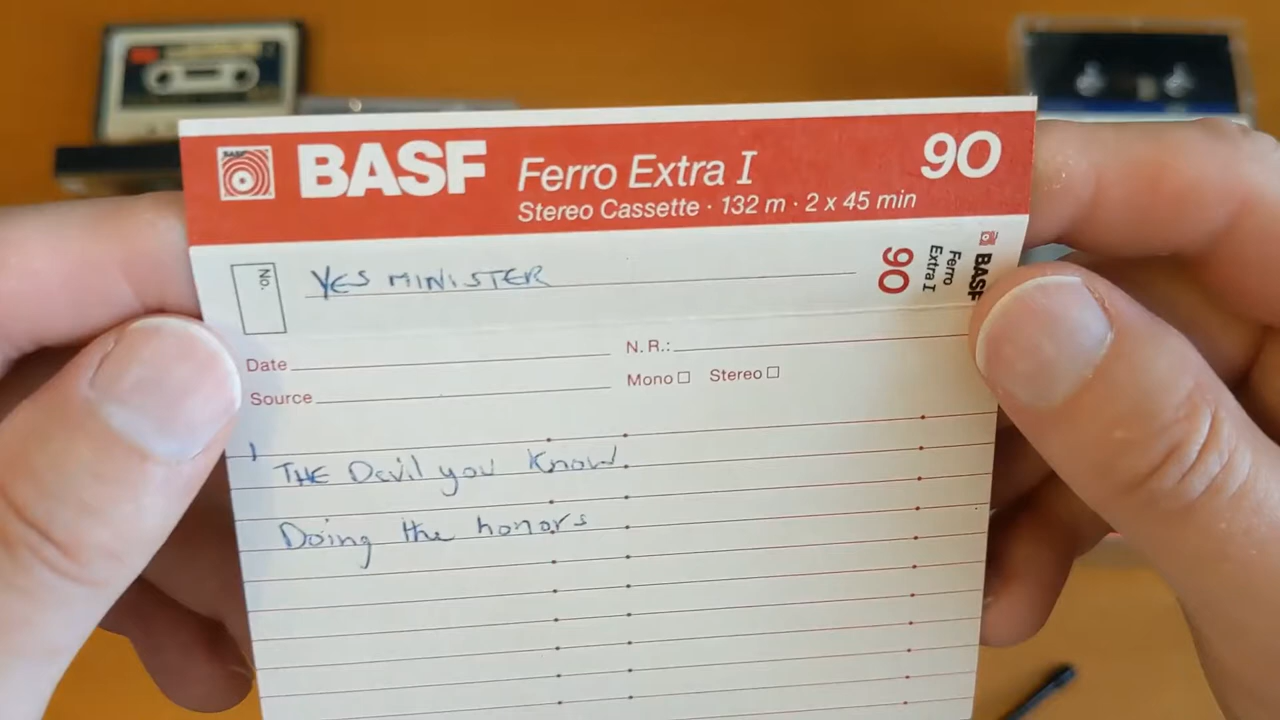 BASF Ferro Extra I 90
Stereo Cassette · 132 m · 2 x 45 min
No. YES MINISTER 90 Ferro Extra I BASF
Date N. R.:
Source Mono Stereo
1 THE Devil you Know.
Doing the honors